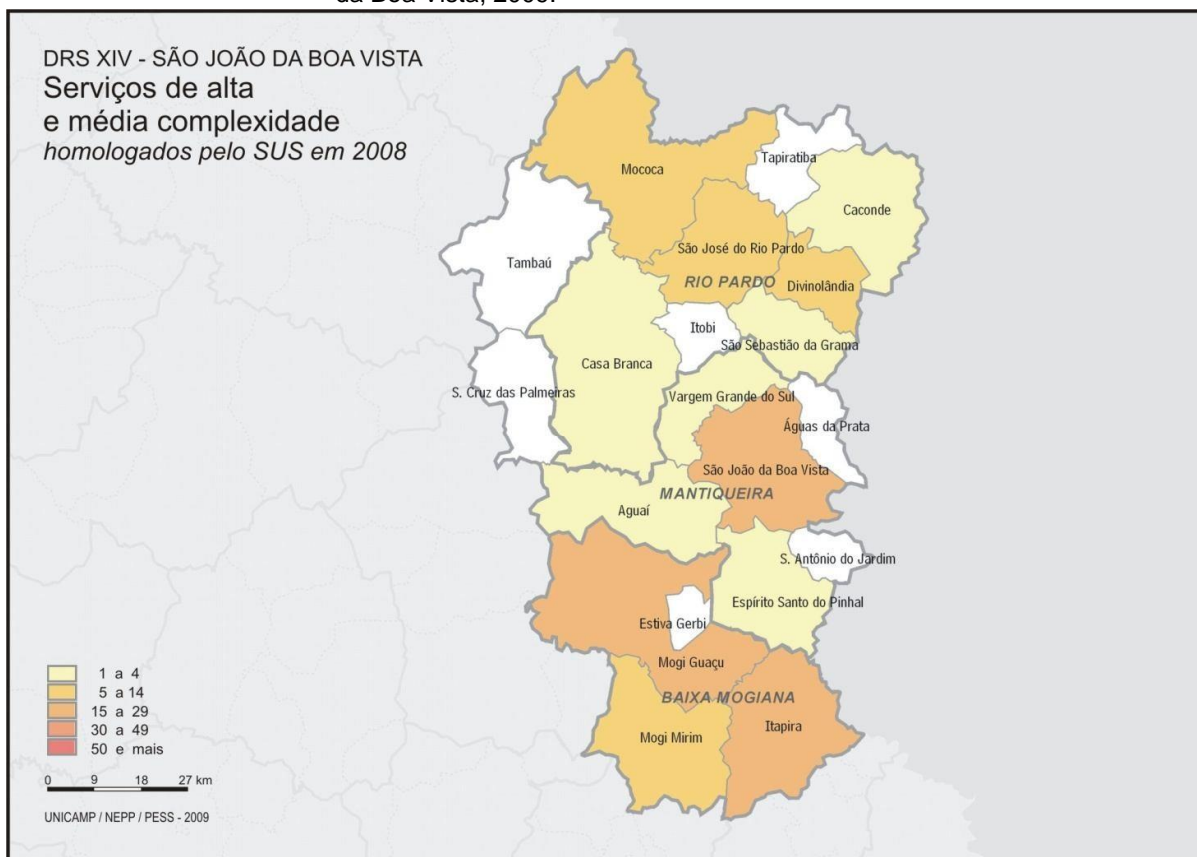 da Boa Vista, 2008.
DRS XIV - SÃO JOÃO DA BOA VISTA
Serviços de alta
e média complexidade
homologados pelo SUS em 2008
Mococa
Tapiratiba
Caconde
São José do Rio Pardo
Tambaú
Divinolândia
RIO PARDO
Itobi
São Sebastião da Grama
Casa Branca
S. Cruz das Palmeiras
Vargem Grande do Sul
Águas da Prata
São João da Boa Vista
MANTIQUEIRA
Aguaí
S. Antônio do Jardim
Espírito Santo do Pinhal
Estiva Gerbi
Mogi Guaçu
BAIXA MOGIANA
Itapira
Mogi Mirim
1 a 4
5 a 14
15 a 29
30 a 49
50 e mais
0 9 18 27 km
UNICAMP / NEPP / PESS - 2009